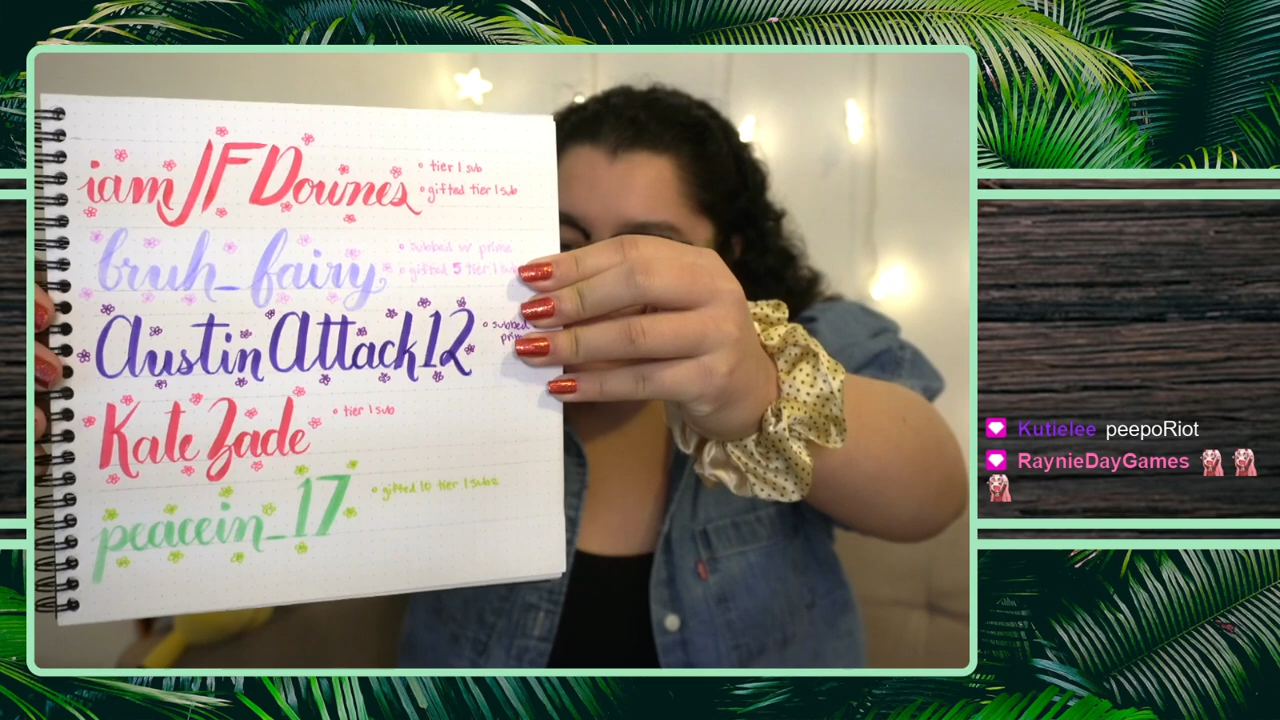 iamJFDownes
• tier 1 sub
• gifted tier 1 sub
bruh_fairy
• subbed w/ prime
• gifted 5 tier 1 sub
AustinAttack12
• subbed
KateZade
• tier 1 sub
peacein_17
• gifted 10 tier 1 subs
Kutielee peepoRiot
RaynieDayGames